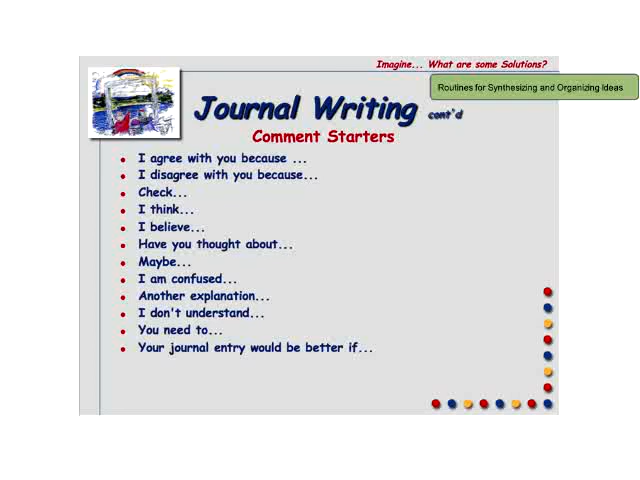 Imagine... What are some Solutions?
Routines for Synthesizing and Organizing Ideas
Journal Writing cont'd
Comment Starters
I agree with you because ...
I disagree with you because...
Check...
I think...
I believe...
Have you thought about...
Maybe...
I am confused...
Another explanation...
I don't understand...
You need to...
Your journal entry would be better if...